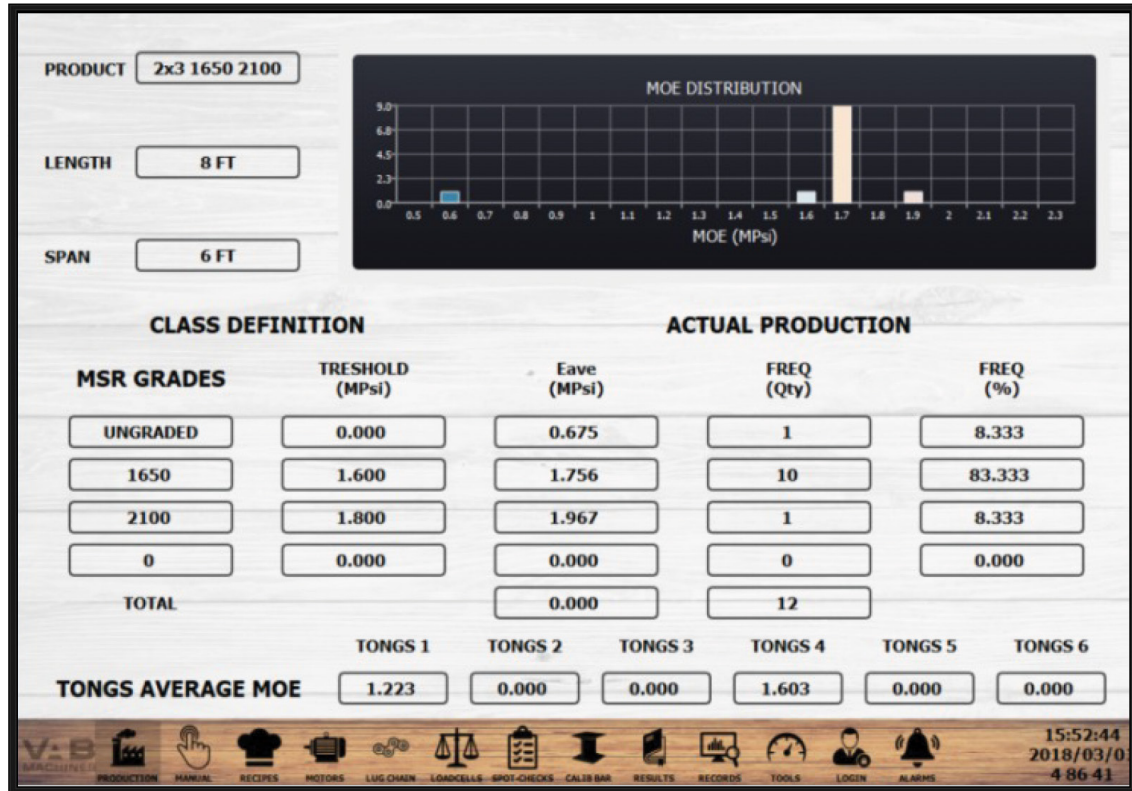 PRODUCT 2x3 1650 2100
LENGTH 8 FT
SPAN 6 FT
MOE DISTRIBUTION
9.0
6.8
4.5
2.3
0.0
0.5 0.6 0.7 0.8 0.9 1 1.1 1.2 1.3 1.4 1.5 1.6 1.7 1.8 1.9 2 2.1 2.2 2.3
MOE (MPsi)
CLASS DEFINITION ACTUAL PRODUCTION
MSR GRADES TRESHOLD (MPsi) Eave (MPsi) FREQ (Qty) FREQ (%)
UNGRADED 0.000 0.675 1 8.333
1650 1.600 1.756 10 83.333
2100 1.800 1.967 1 8.333
0 0.000 0.000 0 0.000
TOTAL 0.000 12
TONGS 1 TONGS 2 TONGS 3 TONGS 4 TONGS 5 TONGS 6
TONGS AVERAGE MOE 1.223 0.000 0.000 1.603 0.000 0.000
PRODUCTION MANUAL RECIPES MOTORS LUG CHAIN LOADCELLS SPOT-CHECKS CALIB BAR RESULTS RECORDS TOOLS LOGIN ALARMS
15:52:44
2018/03/0
4 86 41